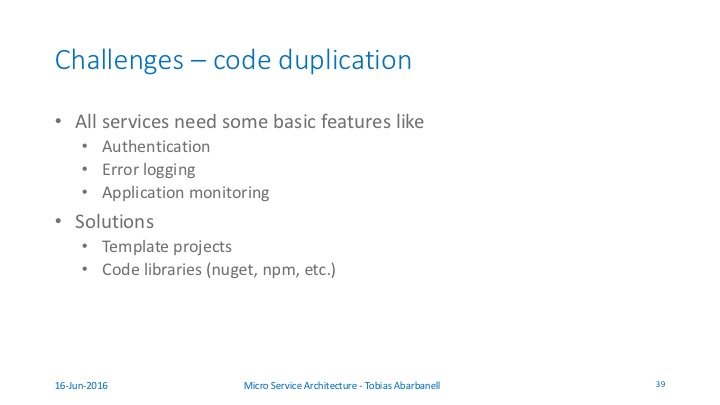 Challenges – code duplication
• All services need some basic features like
• Authentication
• Error logging
• Application monitoring
• Solutions
• Template projects
• Code libraries (nuget, npm, etc.)
16-Jun-2016 Micro Service Architecture - Tobias Abarbanell 39